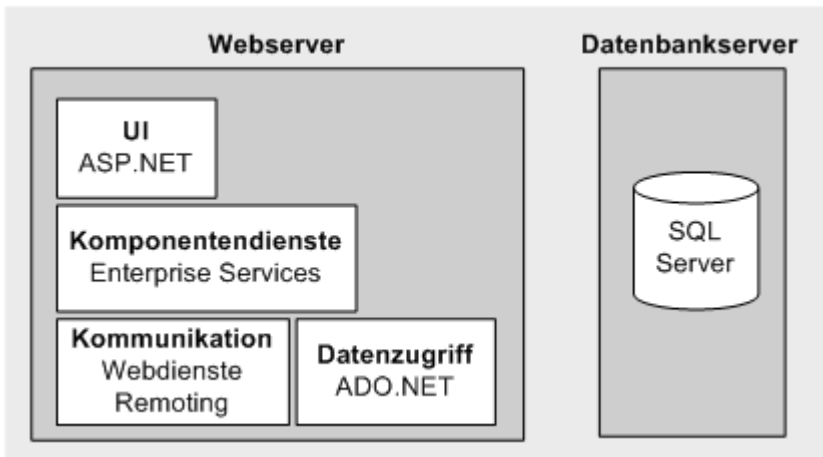 Webserver
Datenbankserver
UI
ASP.NET
Komponentendienste
Enterprise Services
Kommunikation
Webdienste
Remoting
Datenzugriff
ADO.NET
SQL
Server